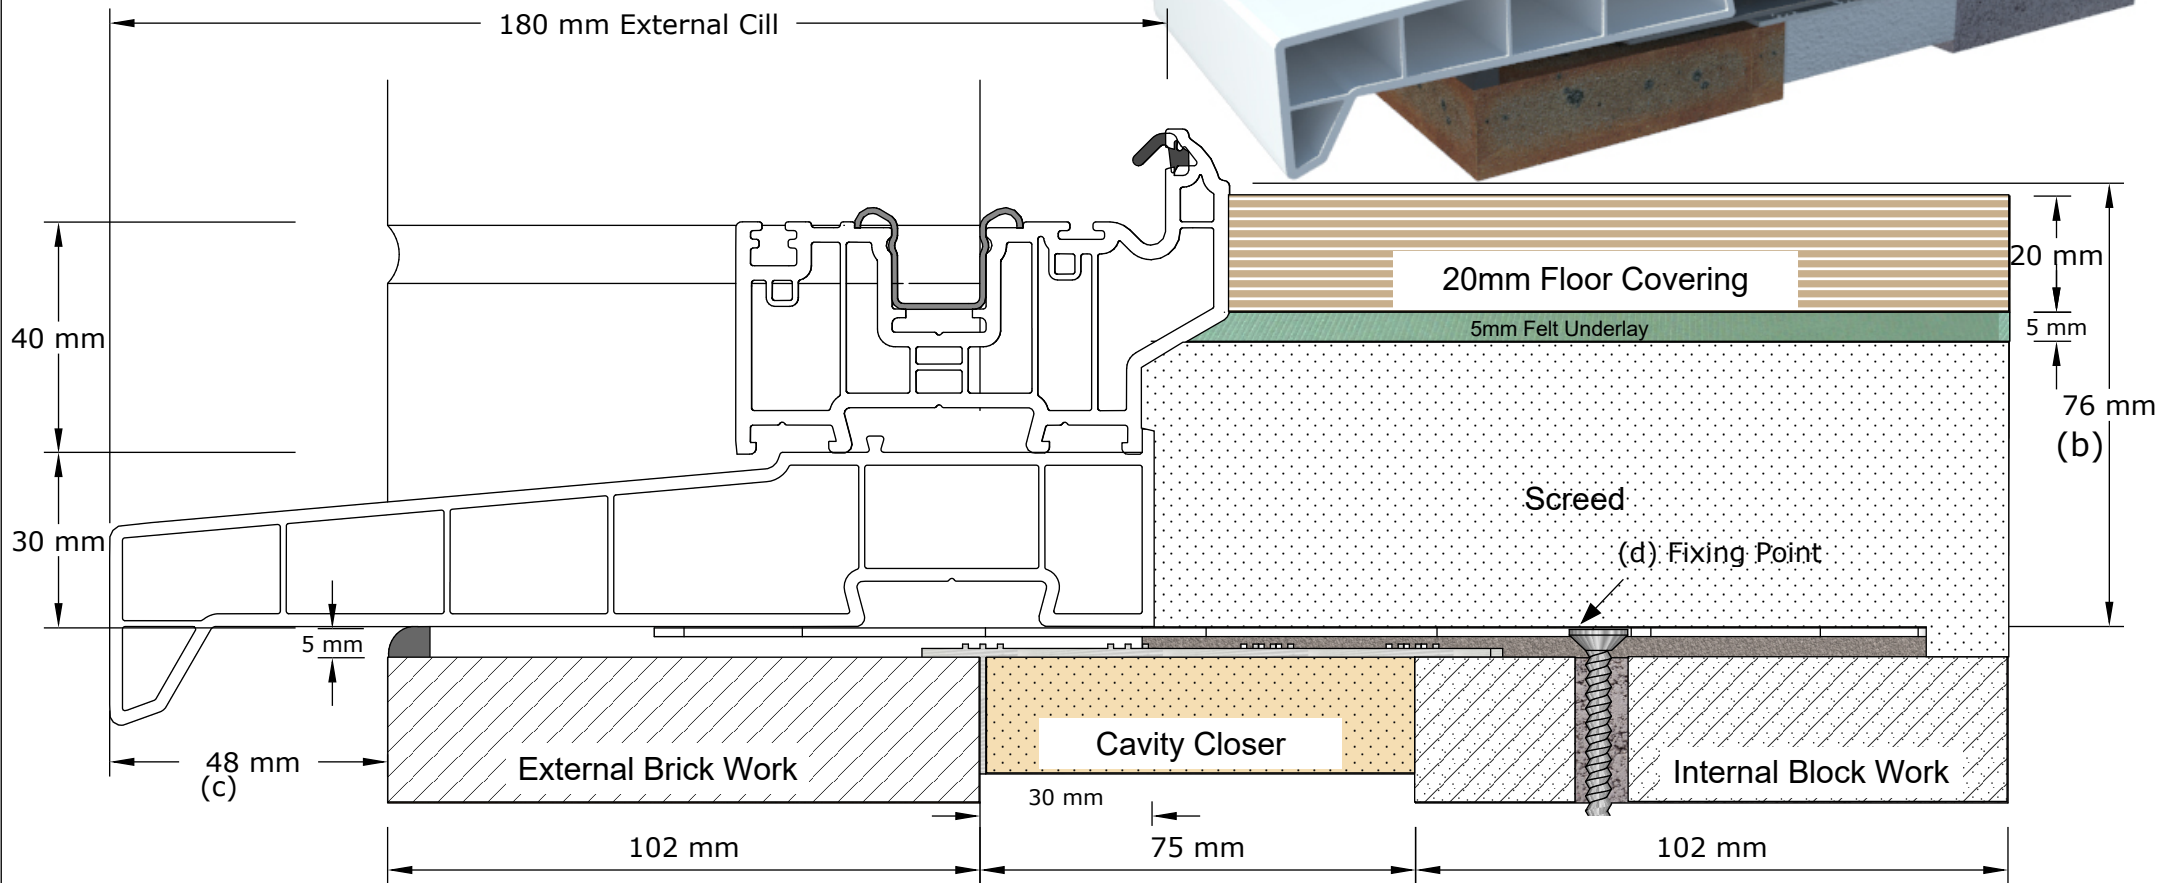 180 mm External Cill
20 mm
20mm Floor Covering
5mm Felt Underlay
5 mm
40 mm
76 mm
(b)
Screed
30 mm
(d) Fixing Point
5 mm
48 mm
(c)
External Brick Work
Cavity Closer
Internal Block Work
30 mm
102 mm
75 mm
102 mm